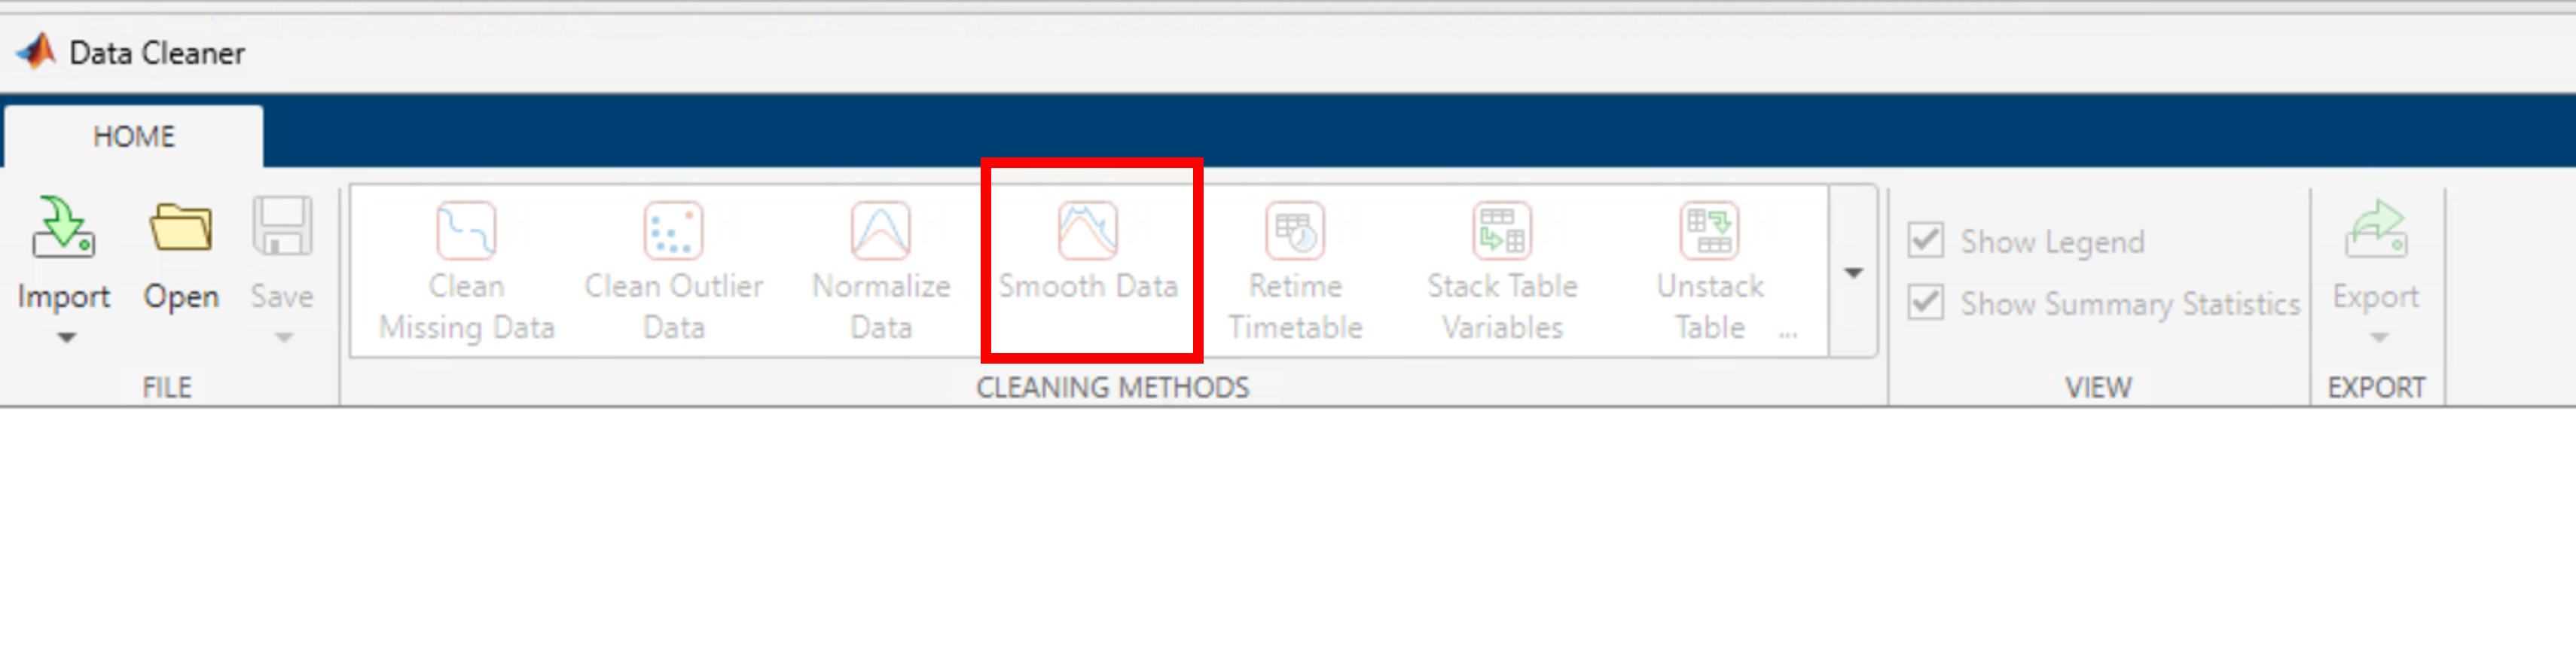 Data Cleaner
HOME
Import
Open
Save
Clean
Missing Data
Clean Outlier
Data
Normalize
Data
Smooth Data
Retime
Timetable
Stack Table
Variables
Unstack
Table ...
Show Legend
Show Summary Statistics
Export
FILE
CLEANING METHODS
VIEW
EXPORT